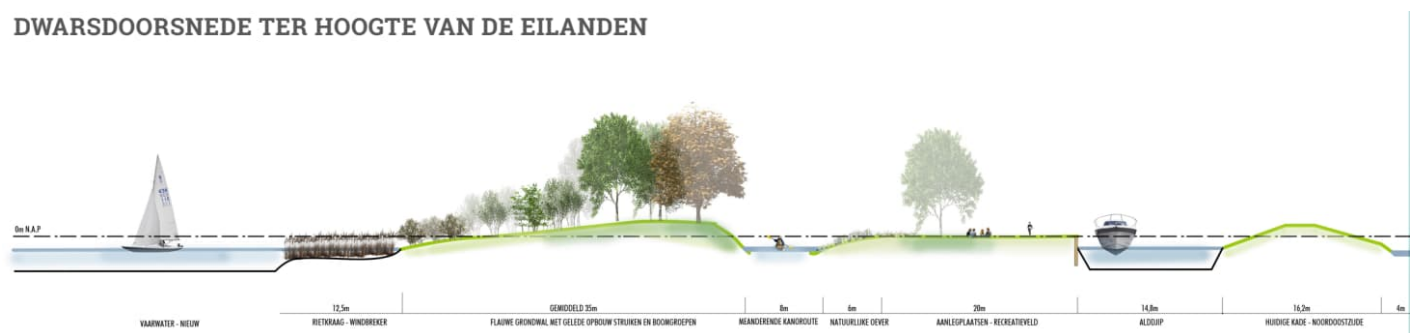 DWARSDOORSNEDE TER HOOGTE VAN DE EILANDEN
0m N.A.P
12,5m GEMIDDELD 35m 8m 6m 20m 14,8m 16,2m 4m
VAARWATER - NIEUW RIETKRAAG - WINDBREKER FLAUWE GRONDWAL MET GELEDE OPBOUW STRUIKEN EN BOOMGROEPEN MEANDERENDE KANOROUTE NATUURLIJKE OEVER AANLEGPLAATSEN - RECREATIEVELD ALDDJIP HUIDIGE KADE - NOORDOOSTZIJDE